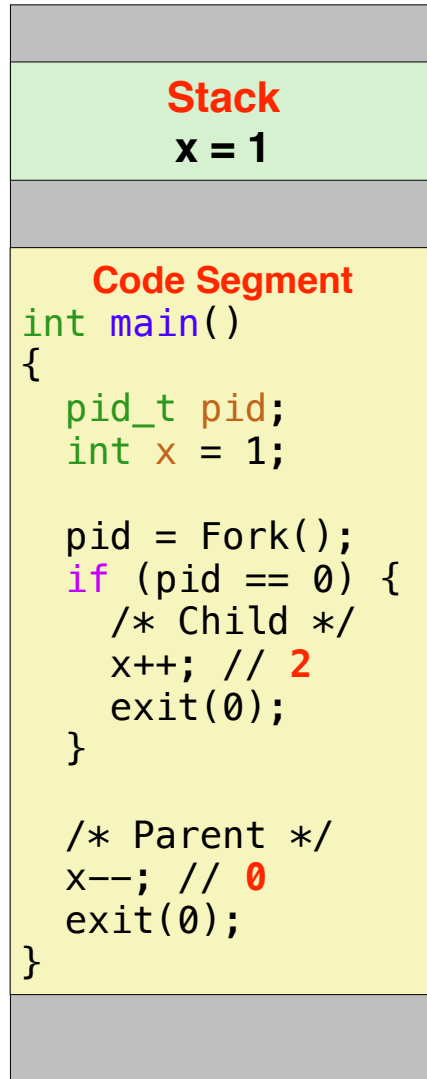 Stack
x = 1
Code Segment
int main()
{
  pid_t pid;
  int x = 1;

  pid = Fork();
  if (pid == 0) {
    /* Child */
    x++; // 2
    exit(0);
  }

  /* Parent */
  x--; // 0
  exit(0);
}